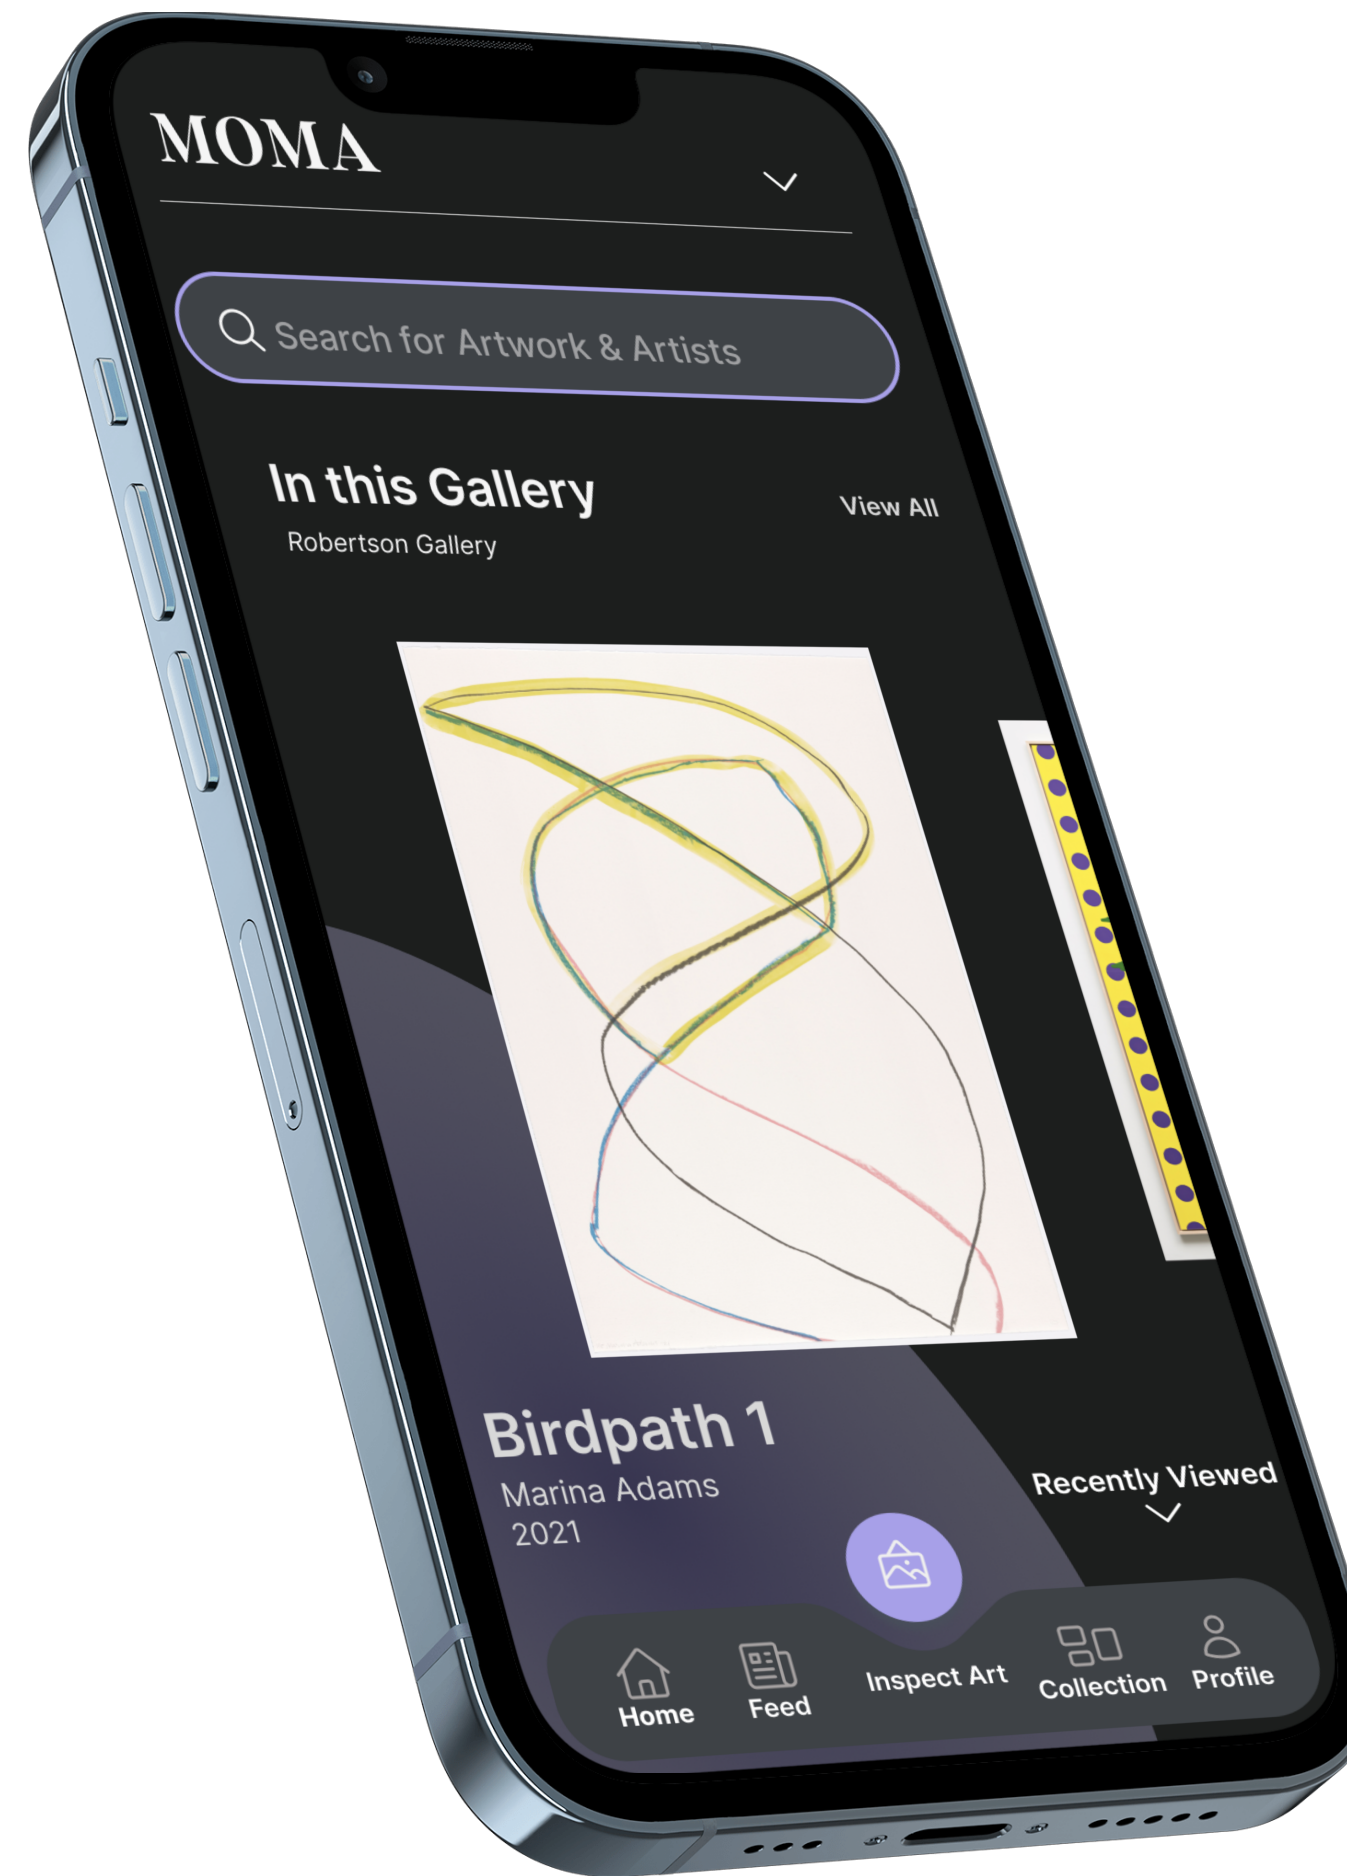 MOMA
Search for Artwork & Artists
In this Gallery
View All
Robertson Gallery
Birdpath 1
Marina Adams
2021
Recently Viewed
Home
Feed
Inspect Art
Collection
Profile